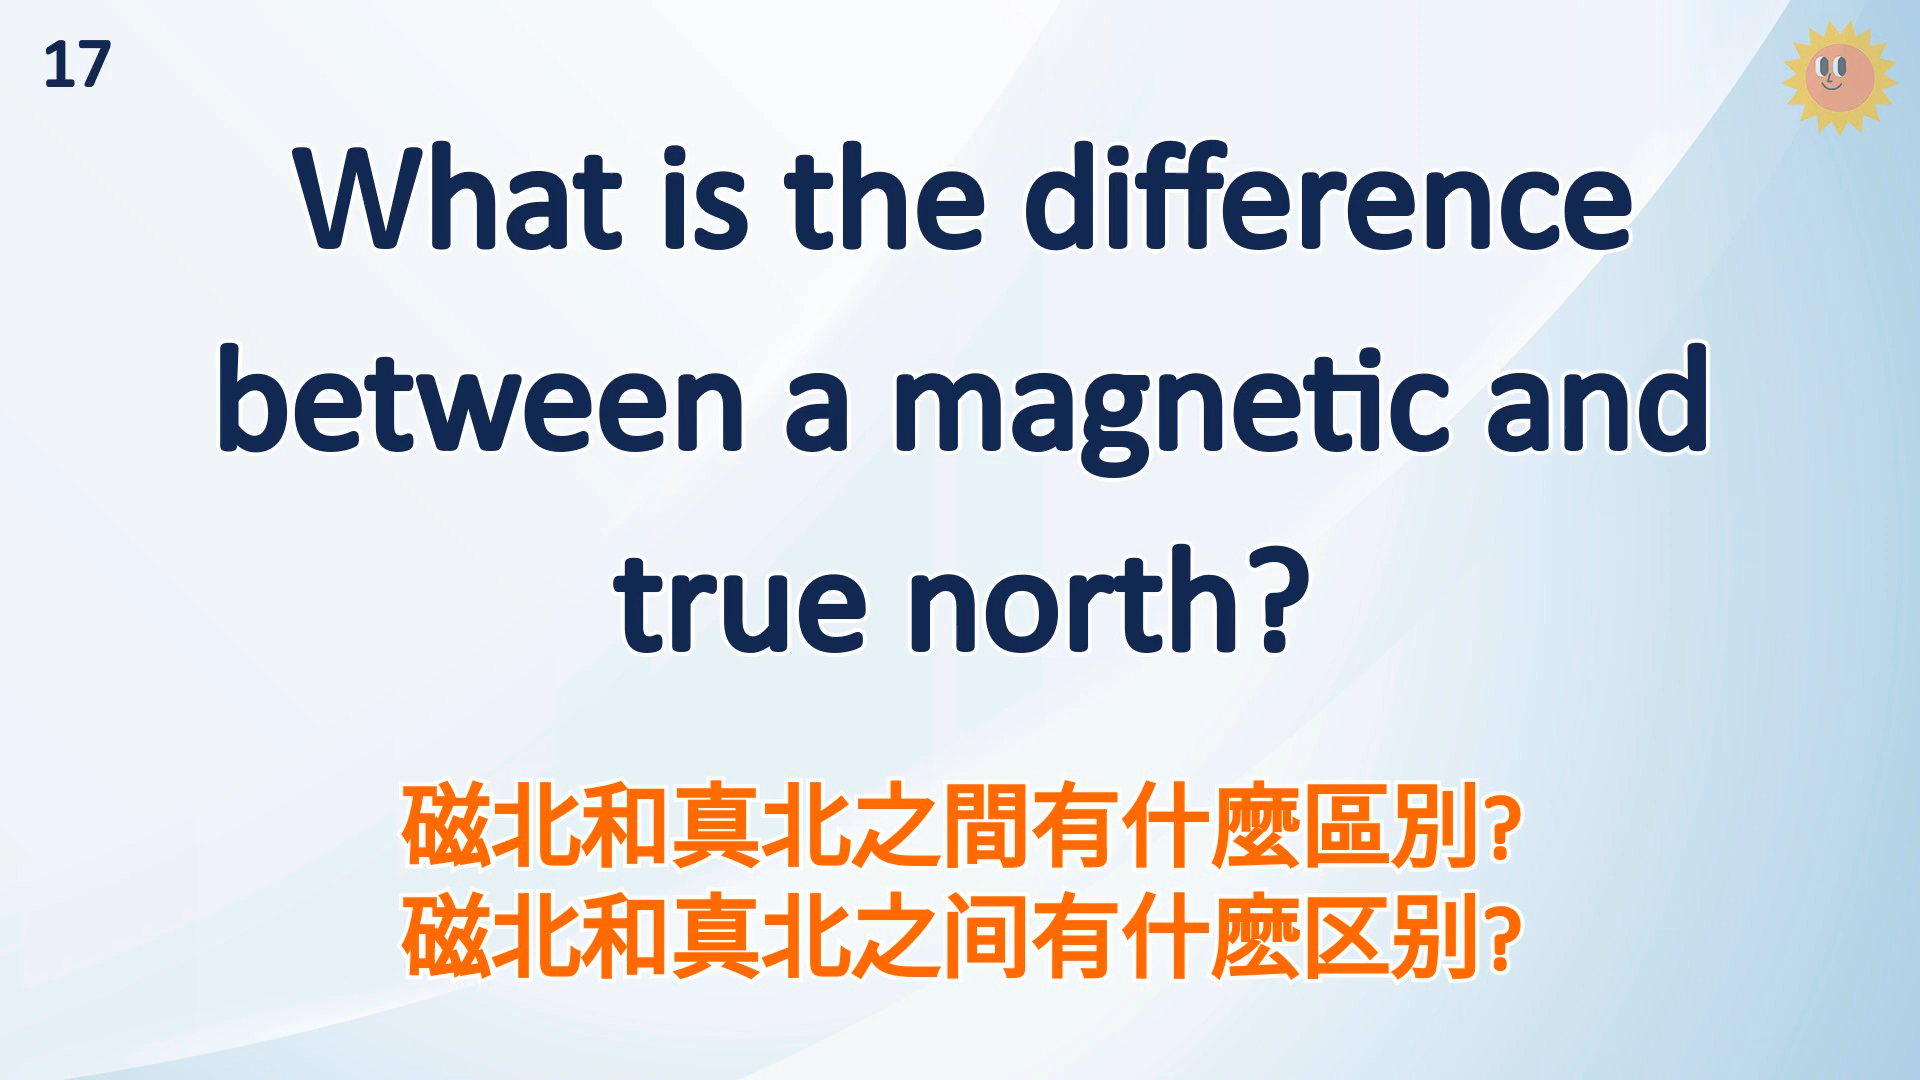 17
What is the difference
between a magnetic and
true north?
磁北和真北之間有什麼區別?
磁北和真北之间有什麽区别?